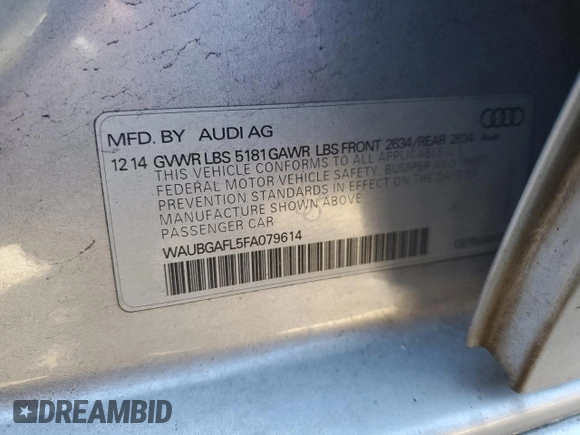 MFD. BY AUDI AG
12 14 GVWR LBS 5181 GAWR LBS FRONT 2634/REAR 2634
THIS VEHICLE CONFORMS TO ALL APPLICABLE
FEDERAL MOTOR VEHICLE SAFETY, BUMPER AND THEFT
PREVENTION STANDARDS IN EFFECT ON THE DATE OF
MANUFACTURE SHOWN ABOVE
PASSENGER CAR
WAUBGAFL5FA079614
DREAMBID